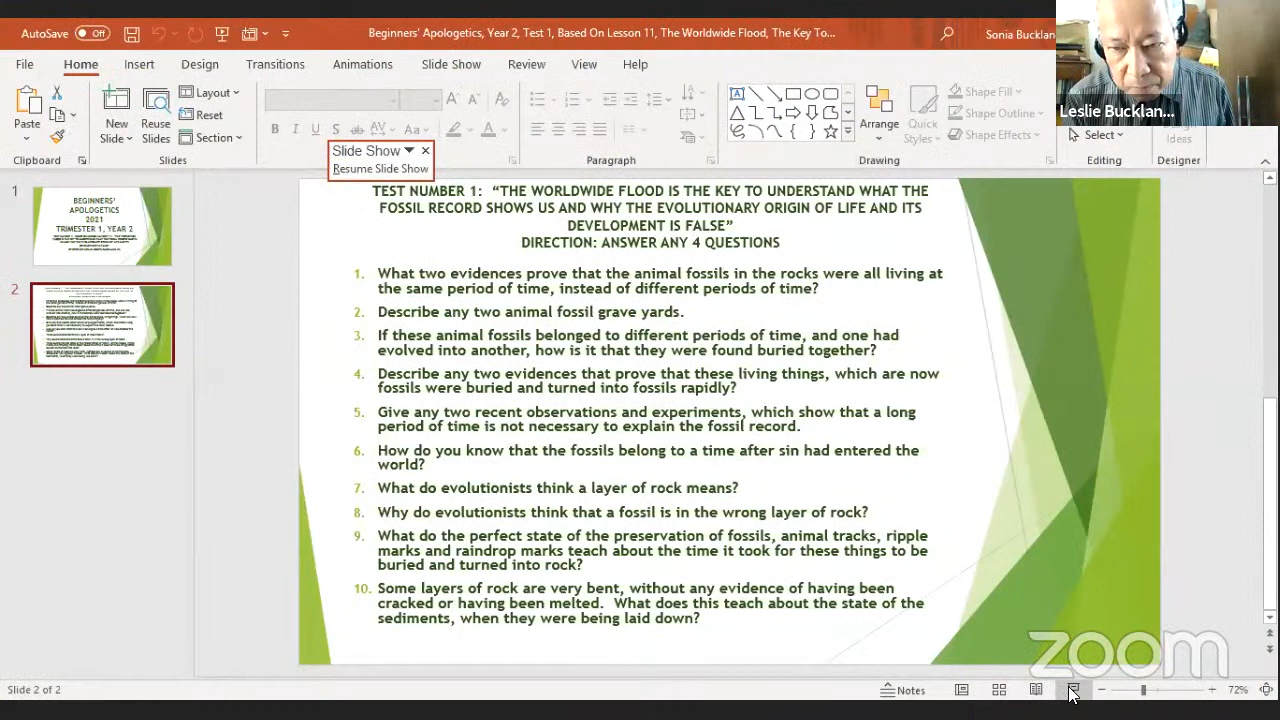 AutoSave Off
Beginners' Apologetics, Year 2, Test 1, Based On Lesson 11, The Worldwide Flood, The Key To...
Sonia Bucklan
Leslie Bucklan...
File Home Insert Design Transitions Animations Slide Show Review View Help
Paste
New Slide
Reuse Slides
Layout
Reset
Section
B I U S ab AV Aa
A
Arrange
Quick Styles
Shape Fill
Shape Outline
Shape Effects
Select
Ideas
Clipboard Slides Paragraph Drawing Editing Designer
Slide Show
Resume Slide Show
1
BEGINNERS'
APOLOGETICS
2021
TRIMESTER 1, YEAR 2
2
TEST NUMBER 1: "THE WORLDWIDE FLOOD IS THE KEY TO UNDERSTAND WHAT THE
FOSSIL RECORD SHOWS US AND WHY THE EVOLUTIONARY ORIGIN OF LIFE AND ITS
DEVELOPMENT IS FALSE"
DIRECTION: ANSWER ANY 4 QUESTIONS
1. What two evidences prove that the animal fossils in the rocks were all living at
the same period of time, instead of different periods of time?
2. Describe any two animal fossil grave yards.
3. If these animal fossils belonged to different periods of time, and one had
evolved into another, how is it that they were found buried together?
4. Describe any two evidences that prove that these living things, which are now
fossils were buried and turned into fossils rapidly?
5. Give any two recent observations and experiments, which show that a long
period of time is not necessary to explain the fossil record.
6. How do you know that the fossils belong to a time after sin had entered the
world?
7. What do evolutionists think a layer of rock means?
8. Why do evolutionists think that a fossil is in the wrong layer of rock?
9. What do the perfect state of the preservation of fossils, animal tracks, ripple
marks and raindrop marks teach about the time it took for these things to be
buried and turned into rock?
10. Some layers of rock are very bent, without any evidence of having been
cracked or having been melted. What does this teach about the state of the
sediments, when they were being laid down?
zoom
Slide 2 of 2
Notes
72%